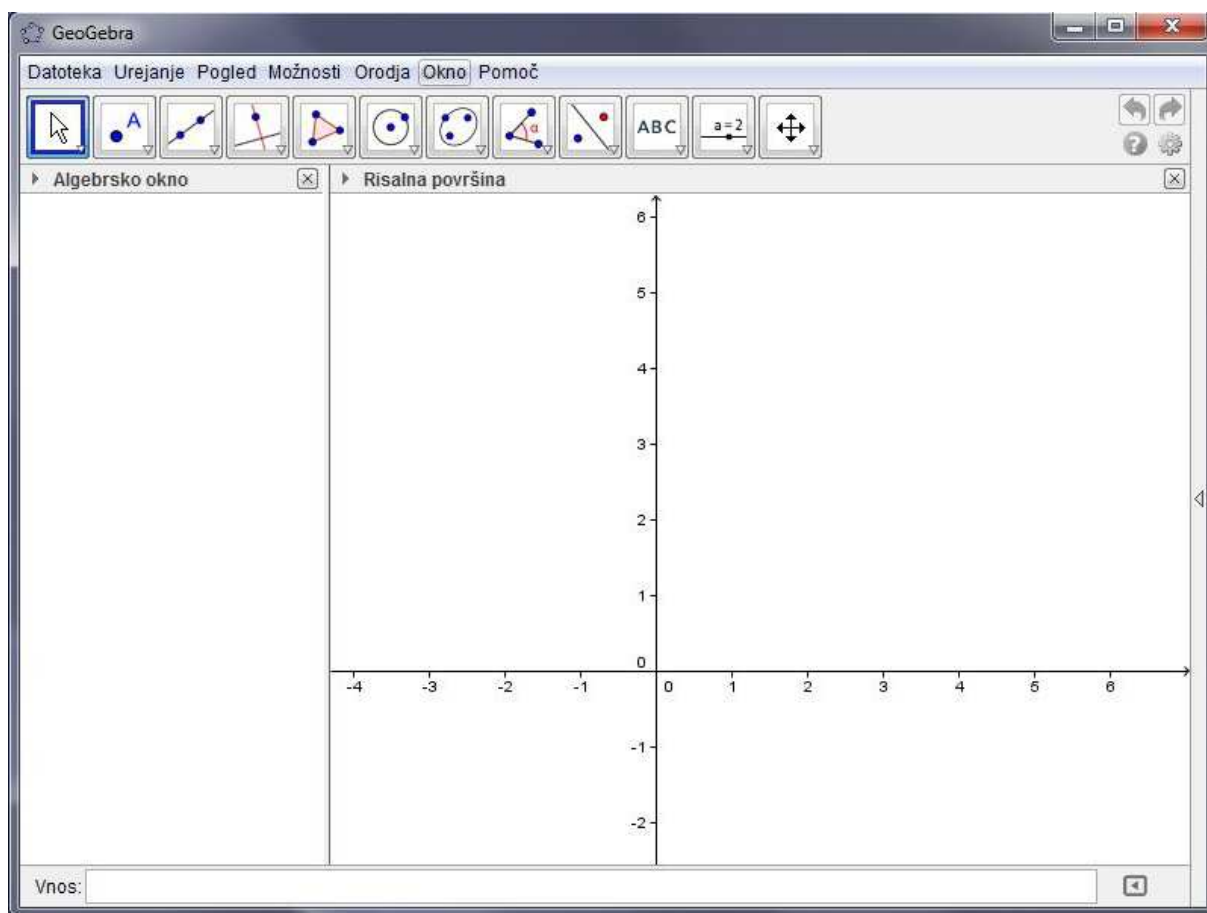 GeoGebra
Datoteka Urejanje Pogled Možnosti Orodja Okno Pomoč
A α ABC a=2
Algebrsko okno
Risalna površina
6
5
4
3
2
1
0
-4 -3 -2 -1 0 1 2 3 4 5 6
-1
-2
Vnos: